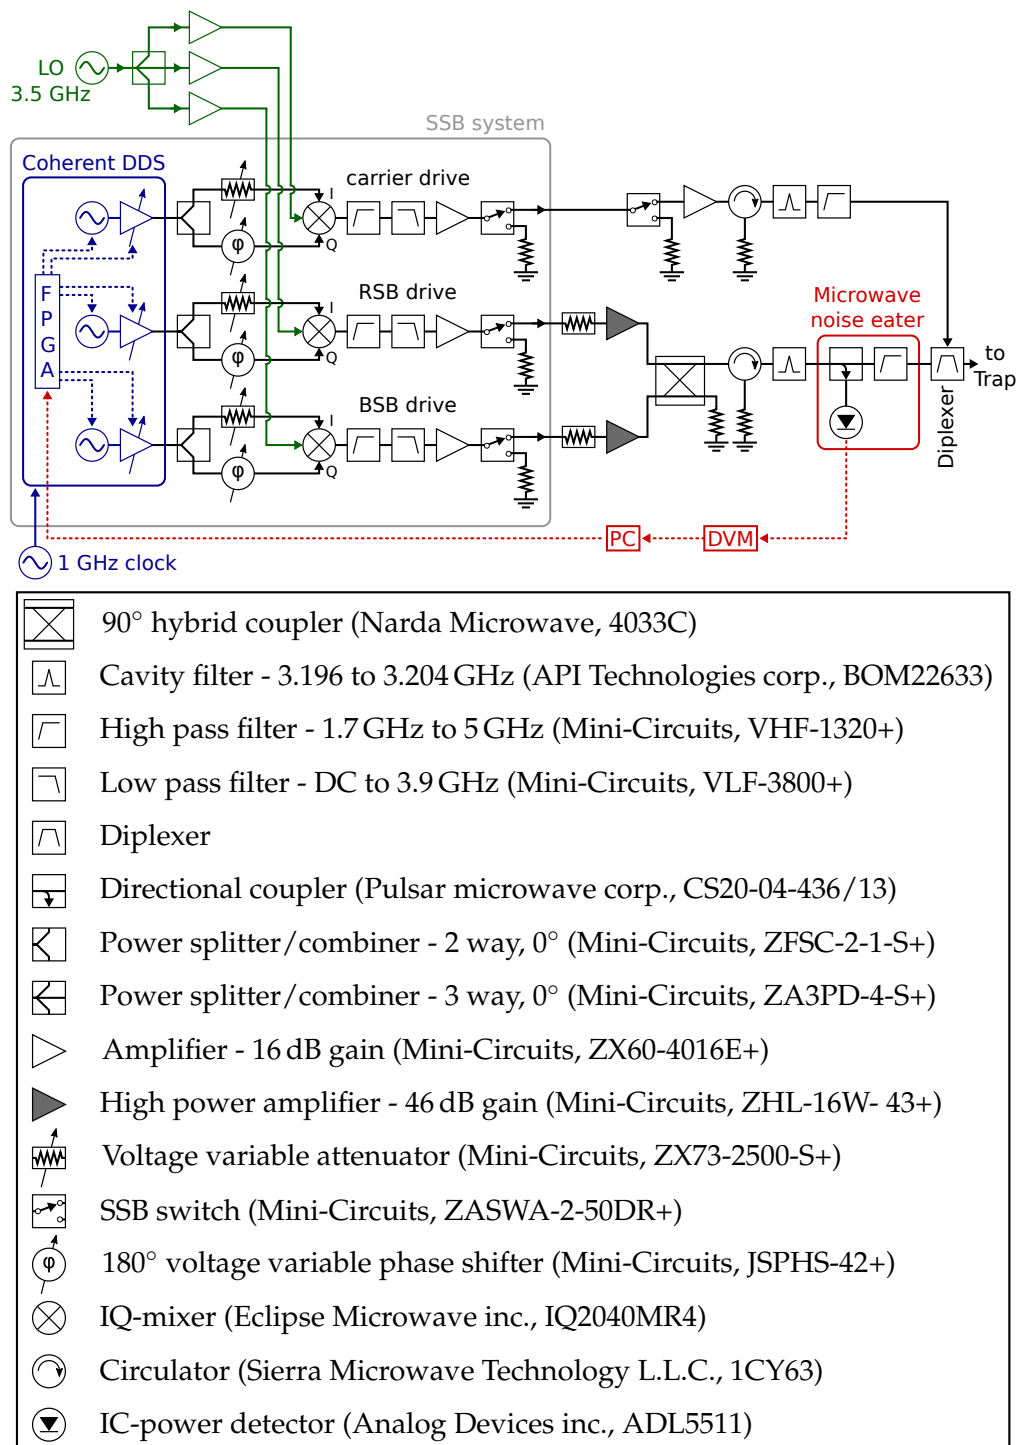 LO
3.5 GHz
SSB system
Coherent DDS
carrier drive
I
Q
φ
F
P
G
A
RSB drive
I
Q
φ
Microwave
noise eater
to
Trap
Diplexer
BSB drive
I
Q
φ
PC
DVM
1 GHz clock
90° hybrid coupler (Narda Microwave, 4033C)
Cavity filter - 3.196 to 3.204 GHz (API Technologies corp., BOM22633)
High pass filter - 1.7 GHz to 5 GHz (Mini-Circuits, VHF-1320+)
Low pass filter - DC to 3.9 GHz (Mini-Circuits, VLF-3800+)
Diplexer
Directional coupler (Pulsar microwave corp., CS20-04-436/13)
Power splitter/combiner - 2 way, 0° (Mini-Circuits, ZFSC-2-1-S+)
Power splitter/combiner - 3 way, 0° (Mini-Circuits, ZA3PD-4-S+)
Amplifier - 16 dB gain (Mini-Circuits, ZX60-4016E+)
High power amplifier - 46 dB gain (Mini-Circuits, ZHL-16W- 43+)
Voltage variable attenuator (Mini-Circuits, ZX73-2500-S+)
SSB switch (Mini-Circuits, ZASWA-2-50DR+)
φ 180° voltage variable phase shifter (Mini-Circuits, JSPHS-42+)
IQ-mixer (Eclipse Microwave inc., IQ2040MR4)
Circulator (Sierra Microwave Technology L.L.C., 1CY63)
IC-power detector (Analog Devices inc., ADL5511)